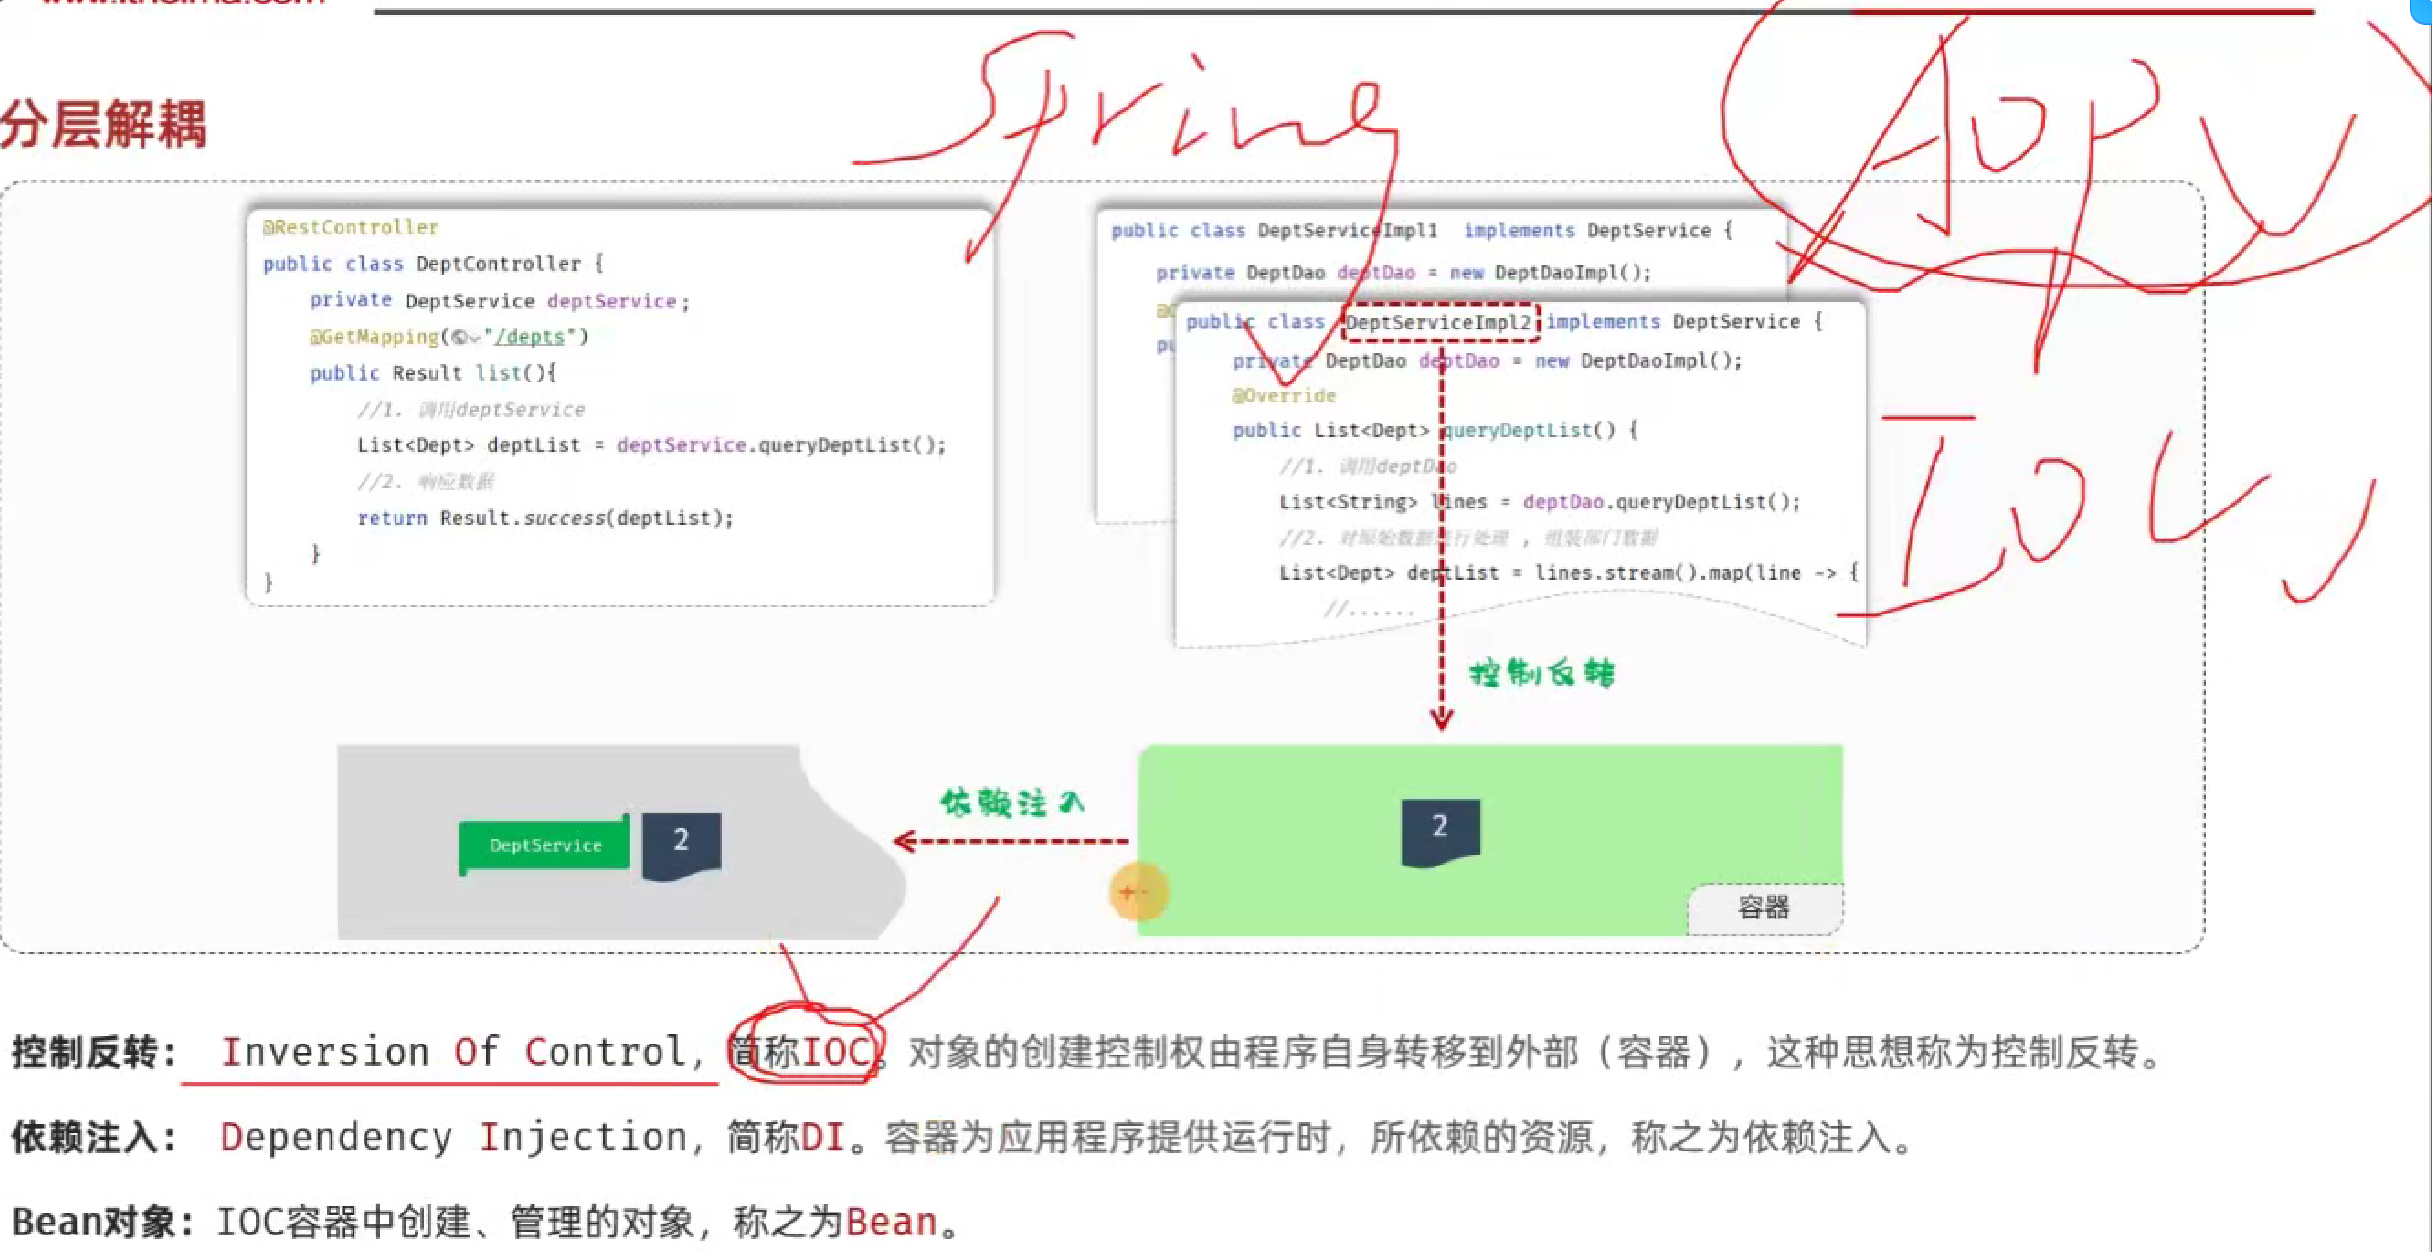 分层解耦
Spring
AOP
IOC
@RestController
public class DeptController {
private DeptService deptService;
@GetMapping("/depts")
public Result list(){
//1. 调用deptService
List<Dept> deptList = deptService.queryDeptList();
//2. 响应数据
return Result.success(deptList);
}
}
public class DeptServiceImpl1 implements DeptService {
private DeptDao deptDao = new DeptDaoImpl();
public class DeptServiceImpl2 implements DeptService {
private DeptDao deptDao = new DeptDaoImpl();
@Override
public List<Dept> queryDeptList() {
//1. 调用deptDao
List<String> lines = deptDao.queryDeptList();
//2. 对原始数据进行处理 , 组装部门数据
List<Dept> deptList = lines.stream().map(line -> {
//......
控制反转
依赖注入
DeptService
2
2
容器
控制反转: Inversion Of Control, 简称IOC。对象的创建控制权由程序自身转移到外部（容器）, 这种思想称为控制反转。
依赖注入: Dependency Injection, 简称DI。容器为应用程序提供运行时, 所依赖的资源, 称之为依赖注入。
Bean对象: IOC容器中创建、管理的对象, 称之为Bean。